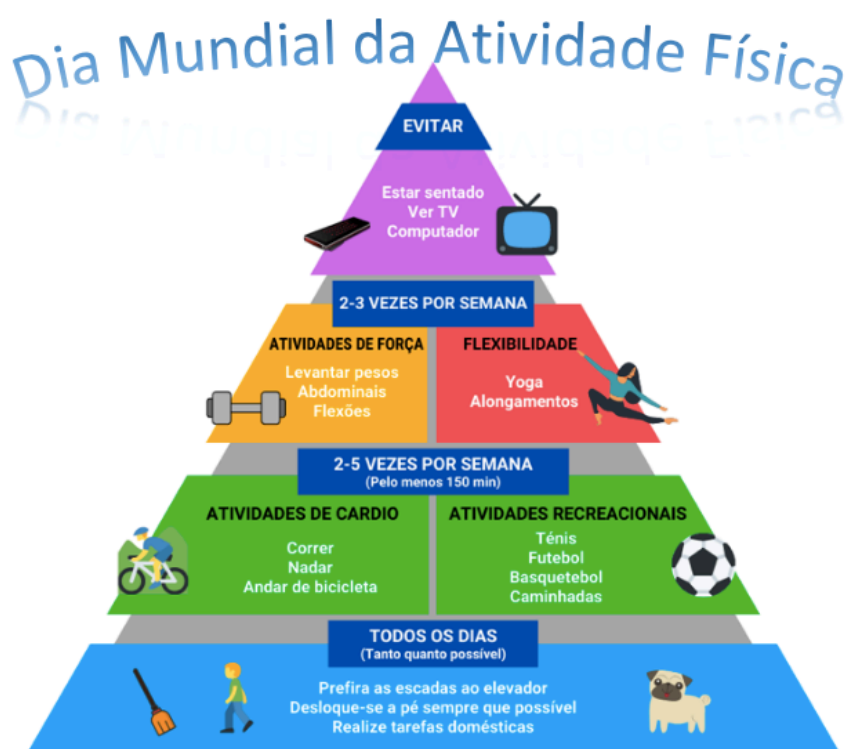 Dia Mundial da Atividade Física
EVITAR
Estar sentado
Ver TV
Computador
2-3 VEZES POR SEMANA
ATIVIDADES DE FORÇA
Levantar pesos
Abdominais
Flexões
FLEXIBILIDADE
Yoga
Alongamentos
2-5 VEZES POR SEMANA
(Pelo menos 150 min)
ATIVIDADES DE CARDIO
Correr
Nadar
Andar de bicicleta
ATIVIDADES RECREACIONAIS
Ténis
Futebol
Basquetebol
Caminhadas
TODOS OS DIAS
(Tanto quanto possível)
Prefira as escadas ao elevador
Desloque-se a pé sempre que possível
Realize tarefas domésticas